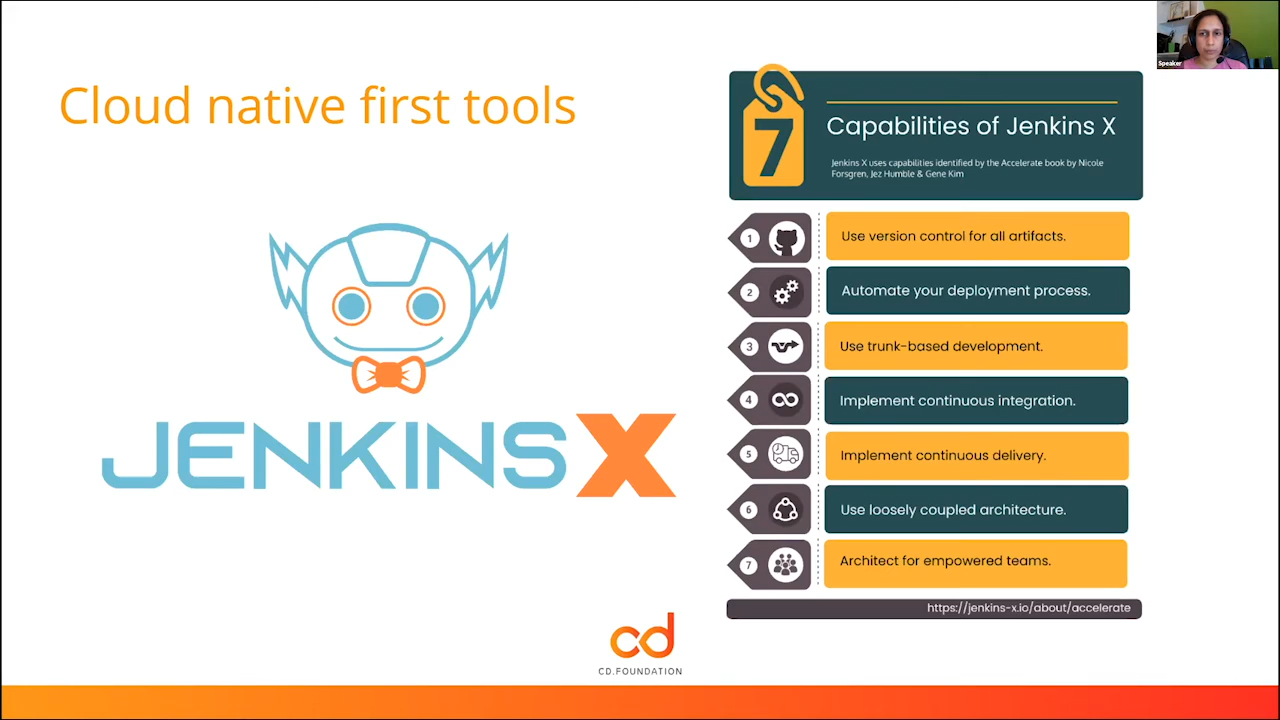 Speaker
Cloud native first tools
JENKINS X
7
Capabilities of Jenkins X
Jenkins X uses capabilities identified by the Accelerate book by Nicole
Forsgren, Jez Humble & Gene Kim
1 Use version control for all artifacts.
2 Automate your deployment process.
3 Use trunk-based development.
4 Implement continuous integration.
5 Implement continuous delivery.
6 Use loosely coupled architecture.
7 Architect for empowered teams.
https://jenkins-x.io/about/accelerate
cd
CD.FOUNDATION